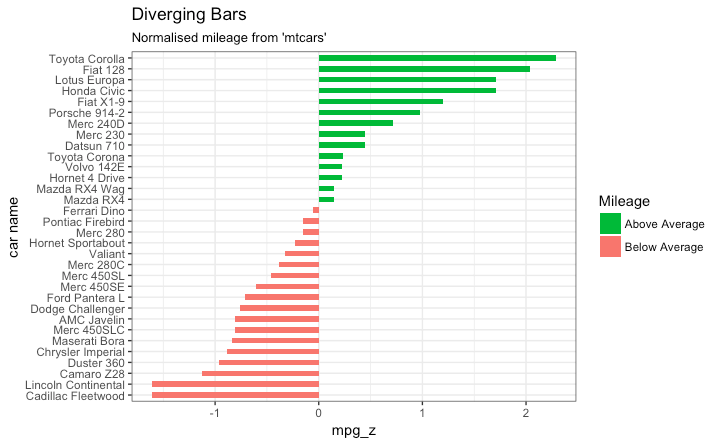 Diverging Bars
Normalised mileage from 'mtcars'
Toyota Corolla
Fiat 128
Lotus Europa
Honda Civic
Fiat X1-9
Porsche 914-2
Merc 240D
Merc 230
Datsun 710
Toyota Corona
Volvo 142E
Hornet 4 Drive
Mazda RX4 Wag
Mazda RX4
Ferrari Dino
Pontiac Firebird
Merc 280
Hornet Sportabout
Valiant
Merc 280C
Merc 450SL
Merc 450SE
Ford Pantera L
Dodge Challenger
AMC Javelin
Merc 450SLC
Maserati Bora
Chrysler Imperial
Duster 360
Camaro Z28
Lincoln Continental
Cadillac Fleetwood
car name
-1 0 1 2
mpg_z
Mileage
Above Average
Below Average